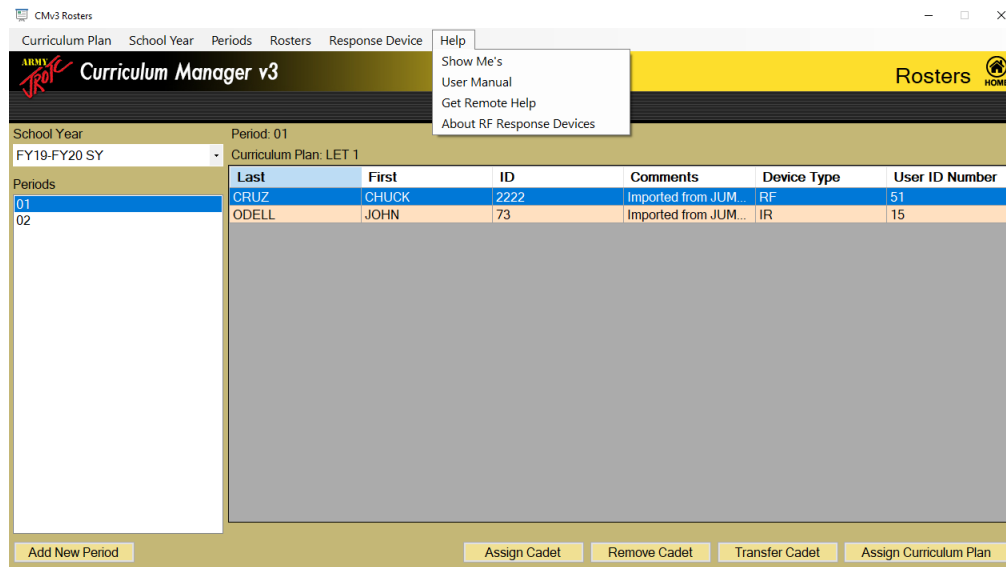 CMv3 Rosters
Curriculum Plan School Year Periods Rosters Response Device Help
Show Me's
User Manual
Get Remote Help
About RF Response Devices
ARMY
JROTC
Curriculum Manager v3
Rosters
HOME
School Year
FY19-FY20 SY
Periods
01
02
Period: 01
Curriculum Plan: LET 1
Last First ID Comments Device Type User ID Number
CRUZ CHUCK 2222 Imported from JUM... RF 51
ODELL JOHN 73 Imported from JUM... IR 15
Add New Period Assign Cadet Remove Cadet Transfer Cadet Assign Curriculum Plan